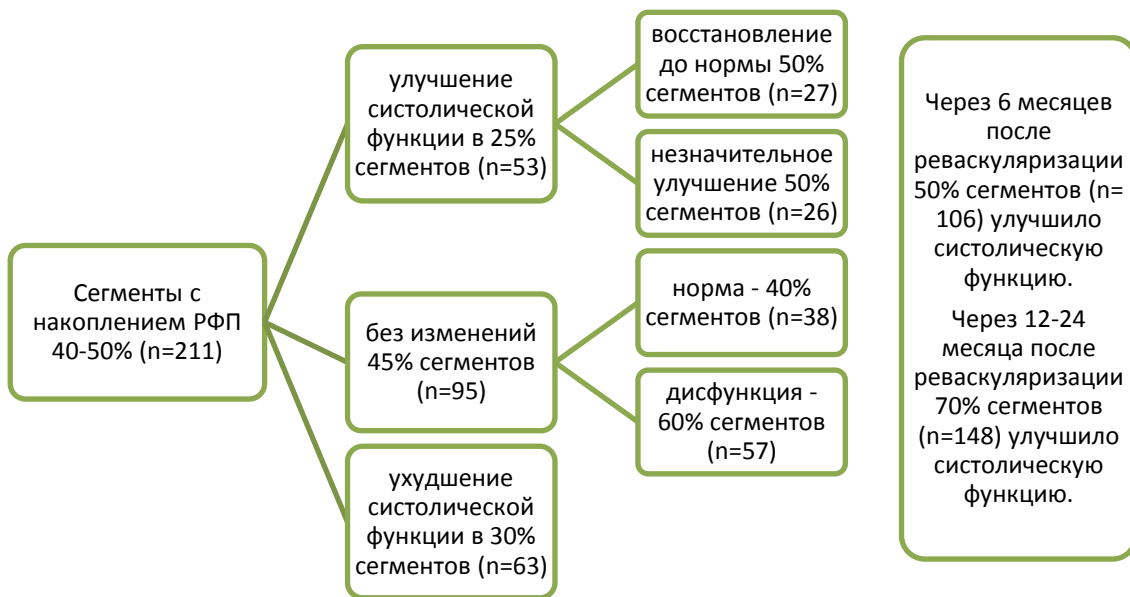 Сегменты с
накоплением РФП
40-50% (n=211)
улучшение
систолической
функции в 25%
сегментов (n=53)
восстановление
до нормы 50%
сегментов (n=27)
незначительное
улучшение 50%
сегментов (n=26)
без изменений
45% сегментов
(n=95)
норма - 40%
сегментов (n=38)
дисфункция -
60% сегментов
(n=57)
ухудшение
систолической
функции в 30%
сегментов (n=63)
Через 6 месяцев
после
реваскуляризации
50% сегментов (n=
106) улучшило
систолическую
функцию.
Через 12-24
месяца после
реваскуляризации
70% сегментов
(n=148) улучшило
систолическую
функцию.